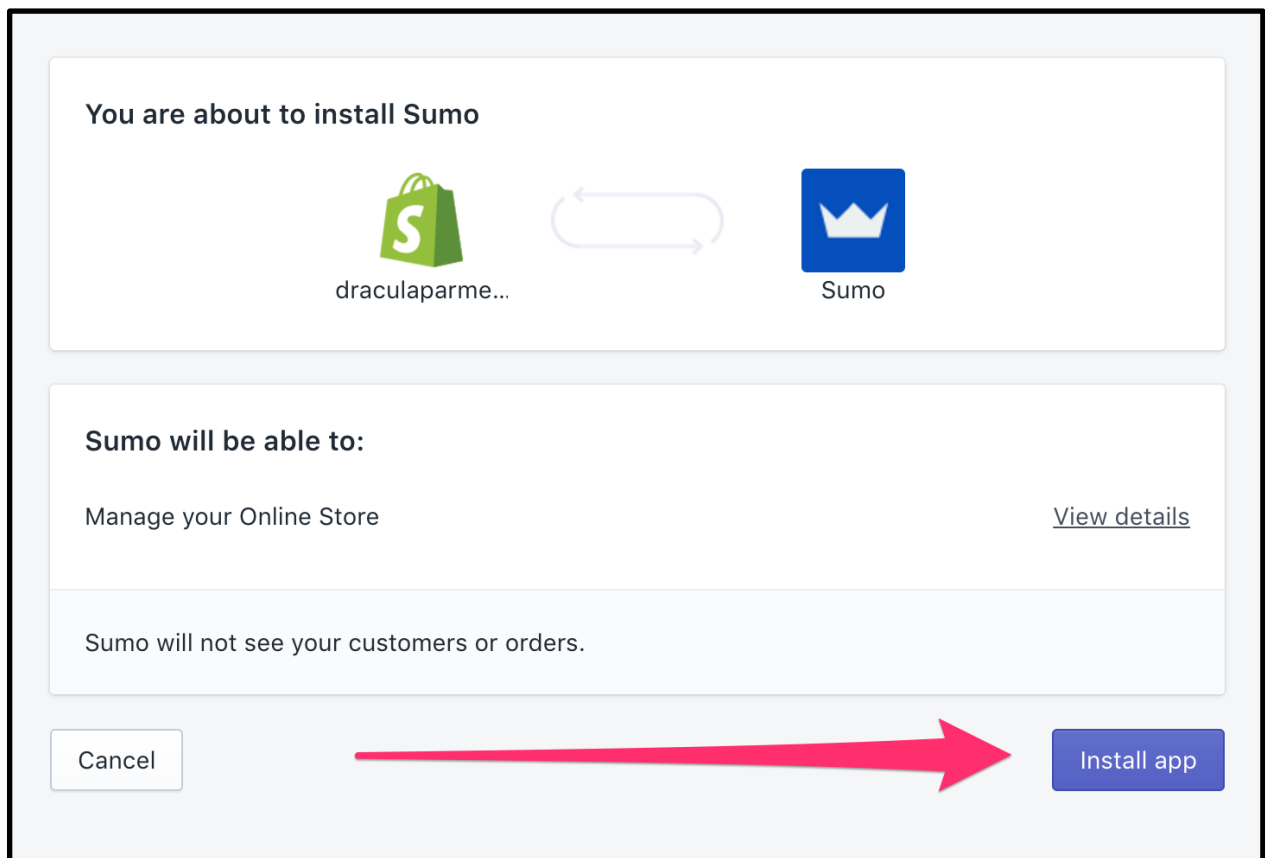 You are about to install Sumo
S
draculaparme...
Sumo
Sumo will be able to:
Manage your Online Store
View details
Sumo will not see your customers or orders.
Cancel
Install app